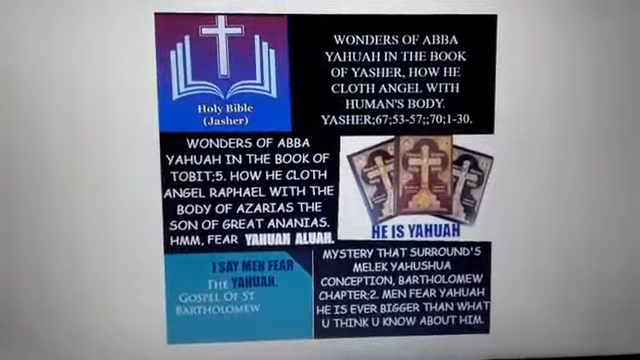 Holy Bible
(Jasher)
WONDERS OF ABBA
YAHUAH IN THE BOOK
OF YASHER, HOW HE
CLOTH ANGEL WITH
HUMAN'S BODY.
YASHER;67;53-57;;70;1-30.
WONDERS OF ABBA
YAHUAH IN THE BOOK OF
TOBIT;5. HOW HE CLOTH
ANGEL RAPHAEL WITH THE
BODY OF AZARIAS THE
SON OF GREAT ANANIAS.
HMM, FEAR YAHUAH ALUAH.
HE IS YAHUAH
I SAY MEN FEAR
YAHUAH.
THE
GOSPEL OF ST.
BARTHOLOMEW
MYSTERY THAT SURROUND'S
MELEK YAHUSHUA
CONCEPTION, BARTHOLOMEW
CHAPTER;2. MEN FEAR YAHUAH
HE IS EVER BIGGER THAN WHAT
U THINK U KNOW ABOUT HIM.